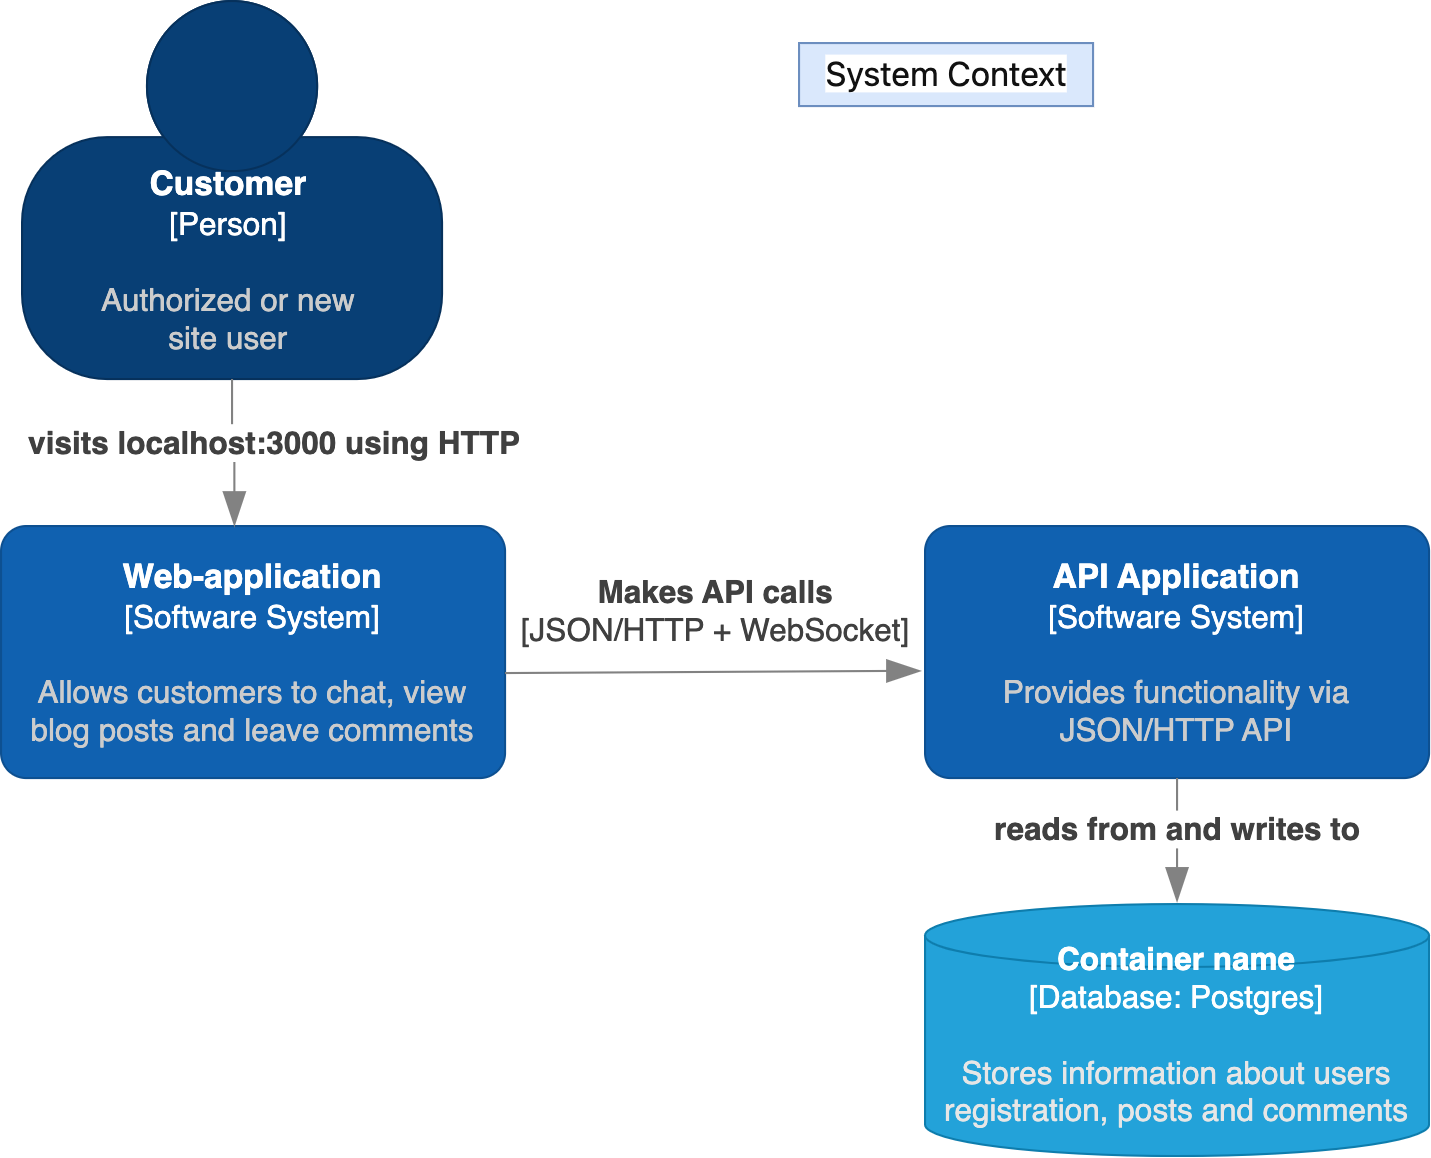 System Context
Customer
[Person]
Authorized or new
site user
visits localhost:3000 using HTTP
Web-application
[Software System]
Allows customers to chat, view
blog posts and leave comments
Makes API calls
[JSON/HTTP + WebSocket]
API Application
[Software System]
Provides functionality via
JSON/HTTP API
reads from and writes to
Container name
[Database: Postgres]
Stores information about users
registration, posts and comments